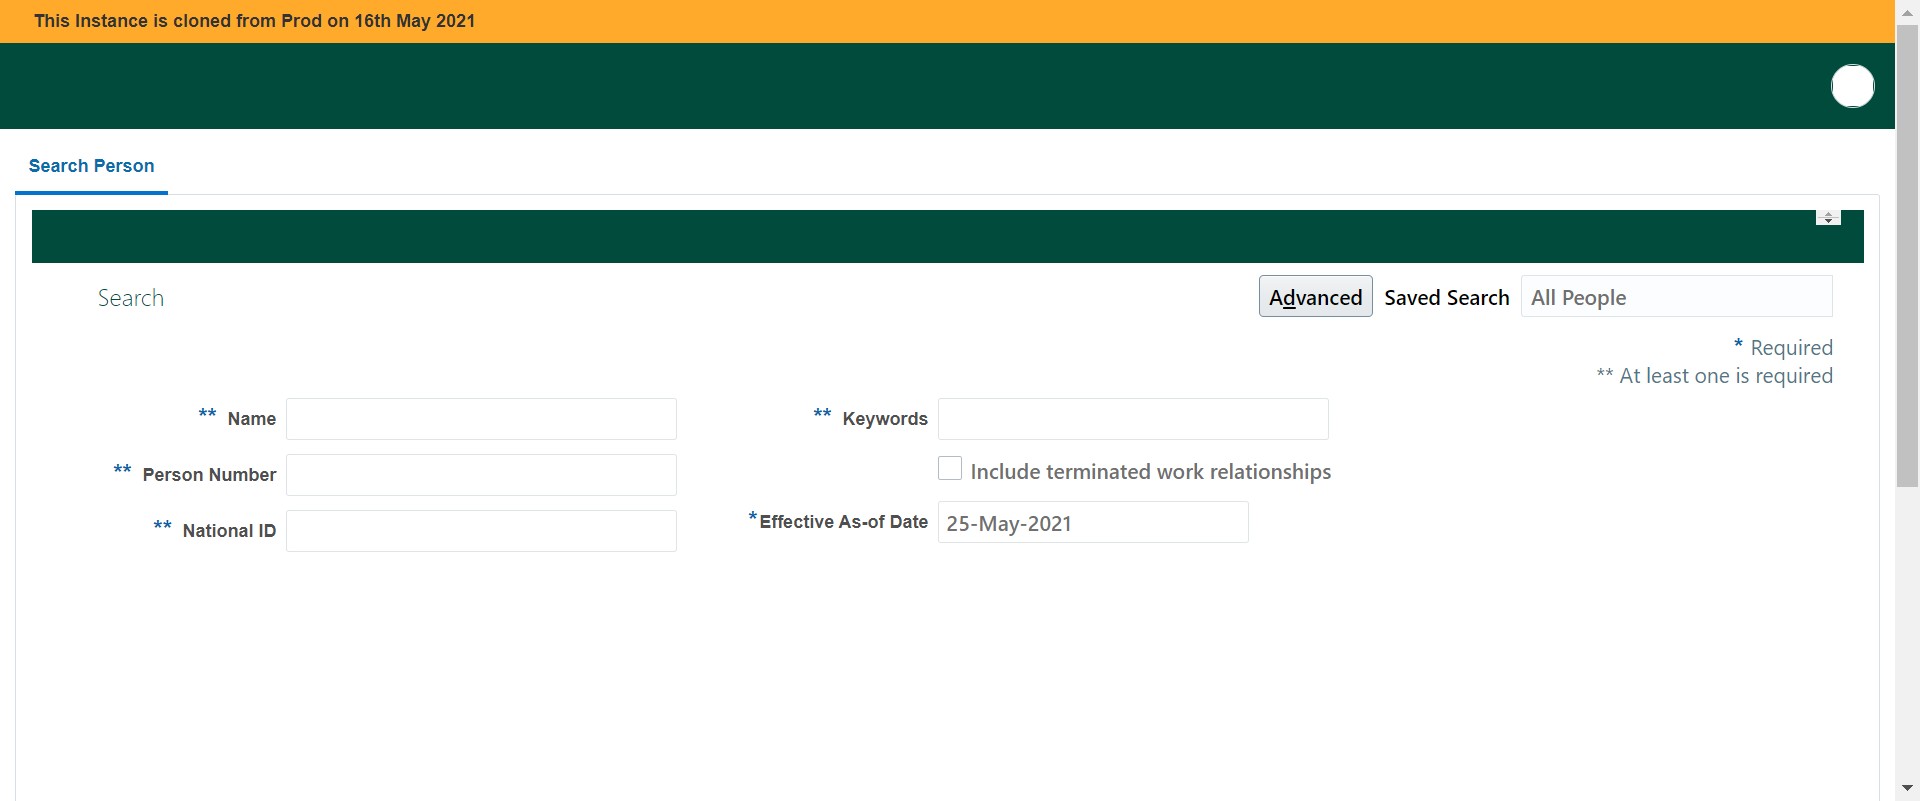 This Instance is cloned from Prod on 16th May 2021
Search Person
Search
Advanced Saved Search All People
* Required
** At least one is required
** Name
** Keywords
** Person Number
Include terminated work relationships
** National ID
*Effective As-of Date 25-May-2021